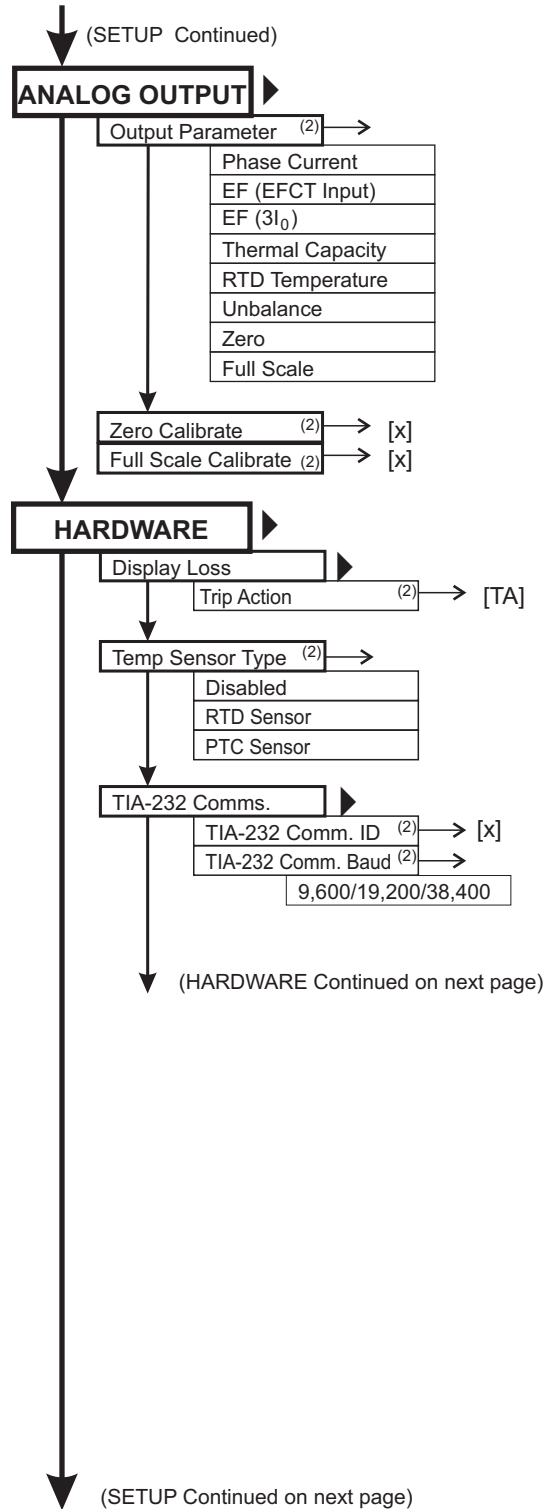 (SETUP Continued)
ANALOG OUTPUT
Output Parameter (2)
Phase Current
EF (EFCT Input)
EF (3I₀)
Thermal Capacity
RTD Temperature
Unbalance
Zero
Full Scale
Zero Calibrate (2) [x]
Full Scale Calibrate (2) [x]
HARDWARE
Display Loss
Trip Action (2) [TA]
Temp Sensor Type (2)
Disabled
RTD Sensor
PTC Sensor
TIA-232 Comms.
TIA-232 Comm. ID (2) [x]
TIA-232 Comm. Baud (2)
9,600/19,200/38,400
(HARDWARE Continued on next page)
(SETUP Continued on next page)